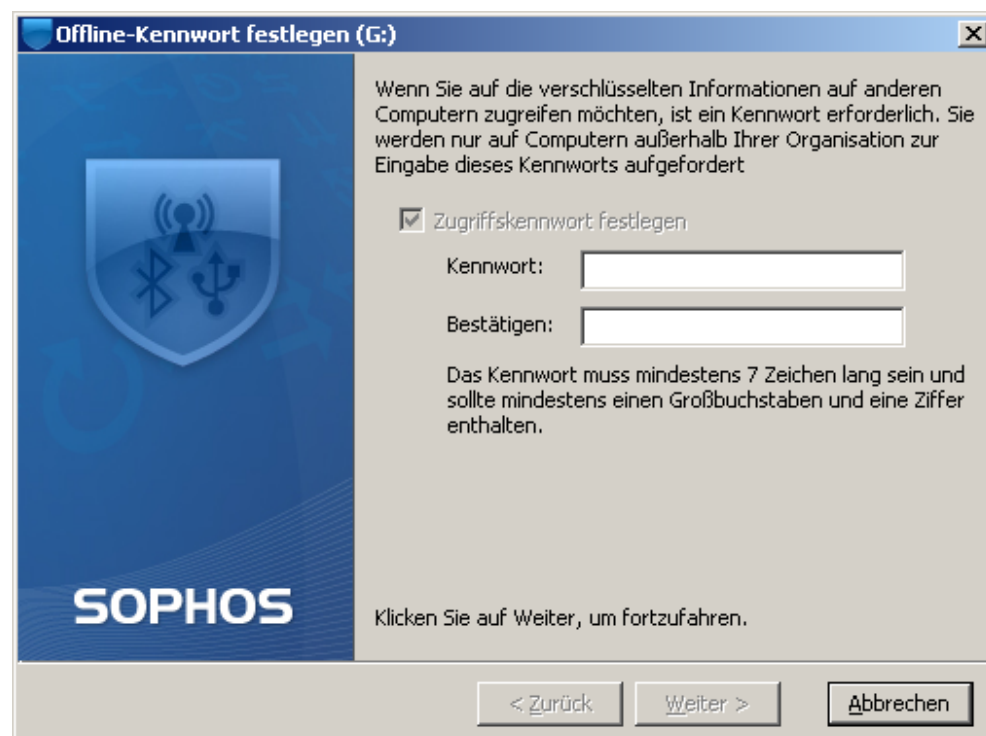 Offline-Kennwort festlegen (G:)
Wenn Sie auf die verschlüsselten Informationen auf anderen
Computern zugreifen möchten, ist ein Kennwort erforderlich. Sie
werden nur auf Computern außerhalb Ihrer Organisation zur
Eingabe dieses Kennworts aufgefordert
Zugriffskennwort festlegen
Kennwort:
Bestätigen:
Das Kennwort muss mindestens 7 Zeichen lang sein und
sollte mindestens einen Großbuchstaben und eine Ziffer
enthalten.
SOPHOS
Klicken Sie auf Weiter, um fortzufahren.
< Zurück
Weiter >
Abbrechen